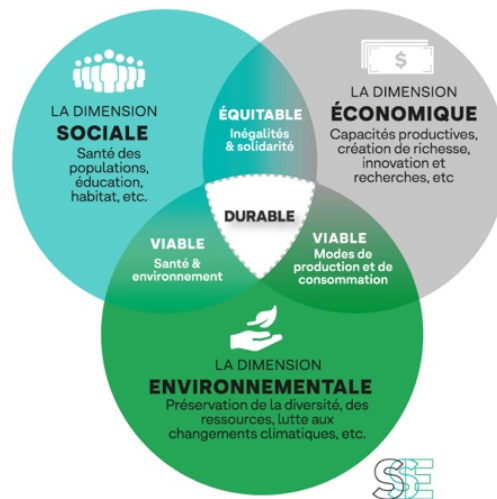 LA DIMENSION
SOCIALE
Santé des
populations,
éducation,
habitat, etc.
ÉQUITABLE
Inégalités
& solidarité
$
LA DIMENSION
ÉCONOMIQUE
Capacités productives,
création de richesse,
innovation et
recherches, etc
DURABLE
VIABLE
Santé &
environnement
VIABLE
Modes de
production et de
consommation
LA DIMENSION
ENVIRONNEMENTALE
Préservation de la diversité, des
ressources, lutte aux
changements climatiques, etc.
SSE